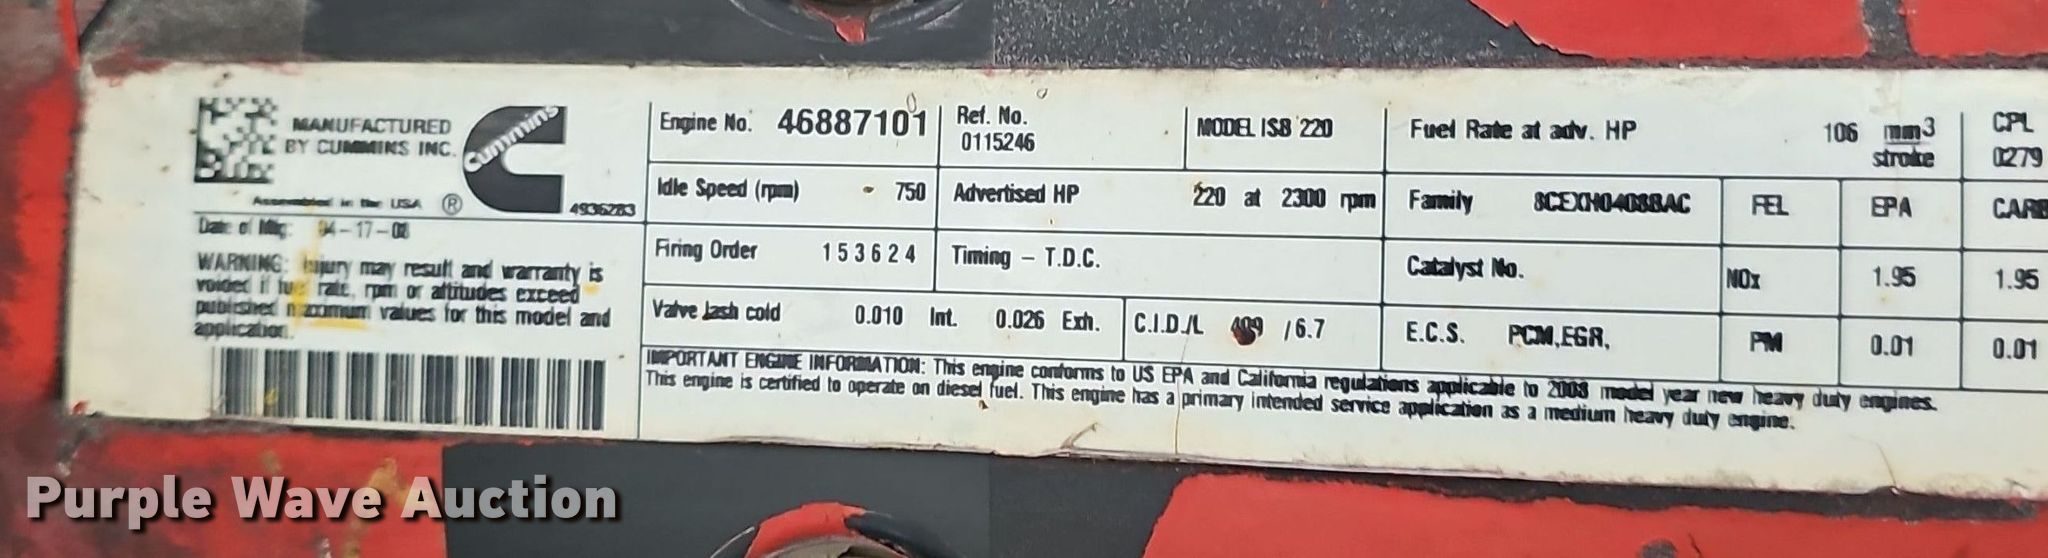 MANUFACTURED
BY CUMMINS INC.
Cummins
®
Assembled in the USA
4936283
Date of Mfg: 04-17-08
WARNING: Injury may result and warranty is
voided if fuel rate, rpm or altitudes exceed
published maximum values for this model and
application.
Engine No. 46887101
Ref. No.
0115246
MODEL ISB 220
Fuel Rate at adv. HP 106 mm3
stroke
CPL
0279
Idle Speed (rpm) - 750
Advertised HP 220 at 2300 rpm
Family 8CEXH0408BAC
FEL EPA CARB
Firing Order 1 5 3 6 2 4
Timing - T.D.C.
Catalyst No.
NOx 1.95 1.95
Valve lash cold 0.010 Int. 0.026 Exh.
C.I.D./L 409 /6.7
E.C.S. PCM,EGR,
PM 0.01 0.01
IMPORTANT ENGINE INFORMATION: This engine conforms to US EPA and California regulations applicable to 2008 model year new heavy duty engines.
This engine is certified to operate on diesel fuel. This engine has a primary intended service application as a medium heavy duty engine.
Purple Wave Auction